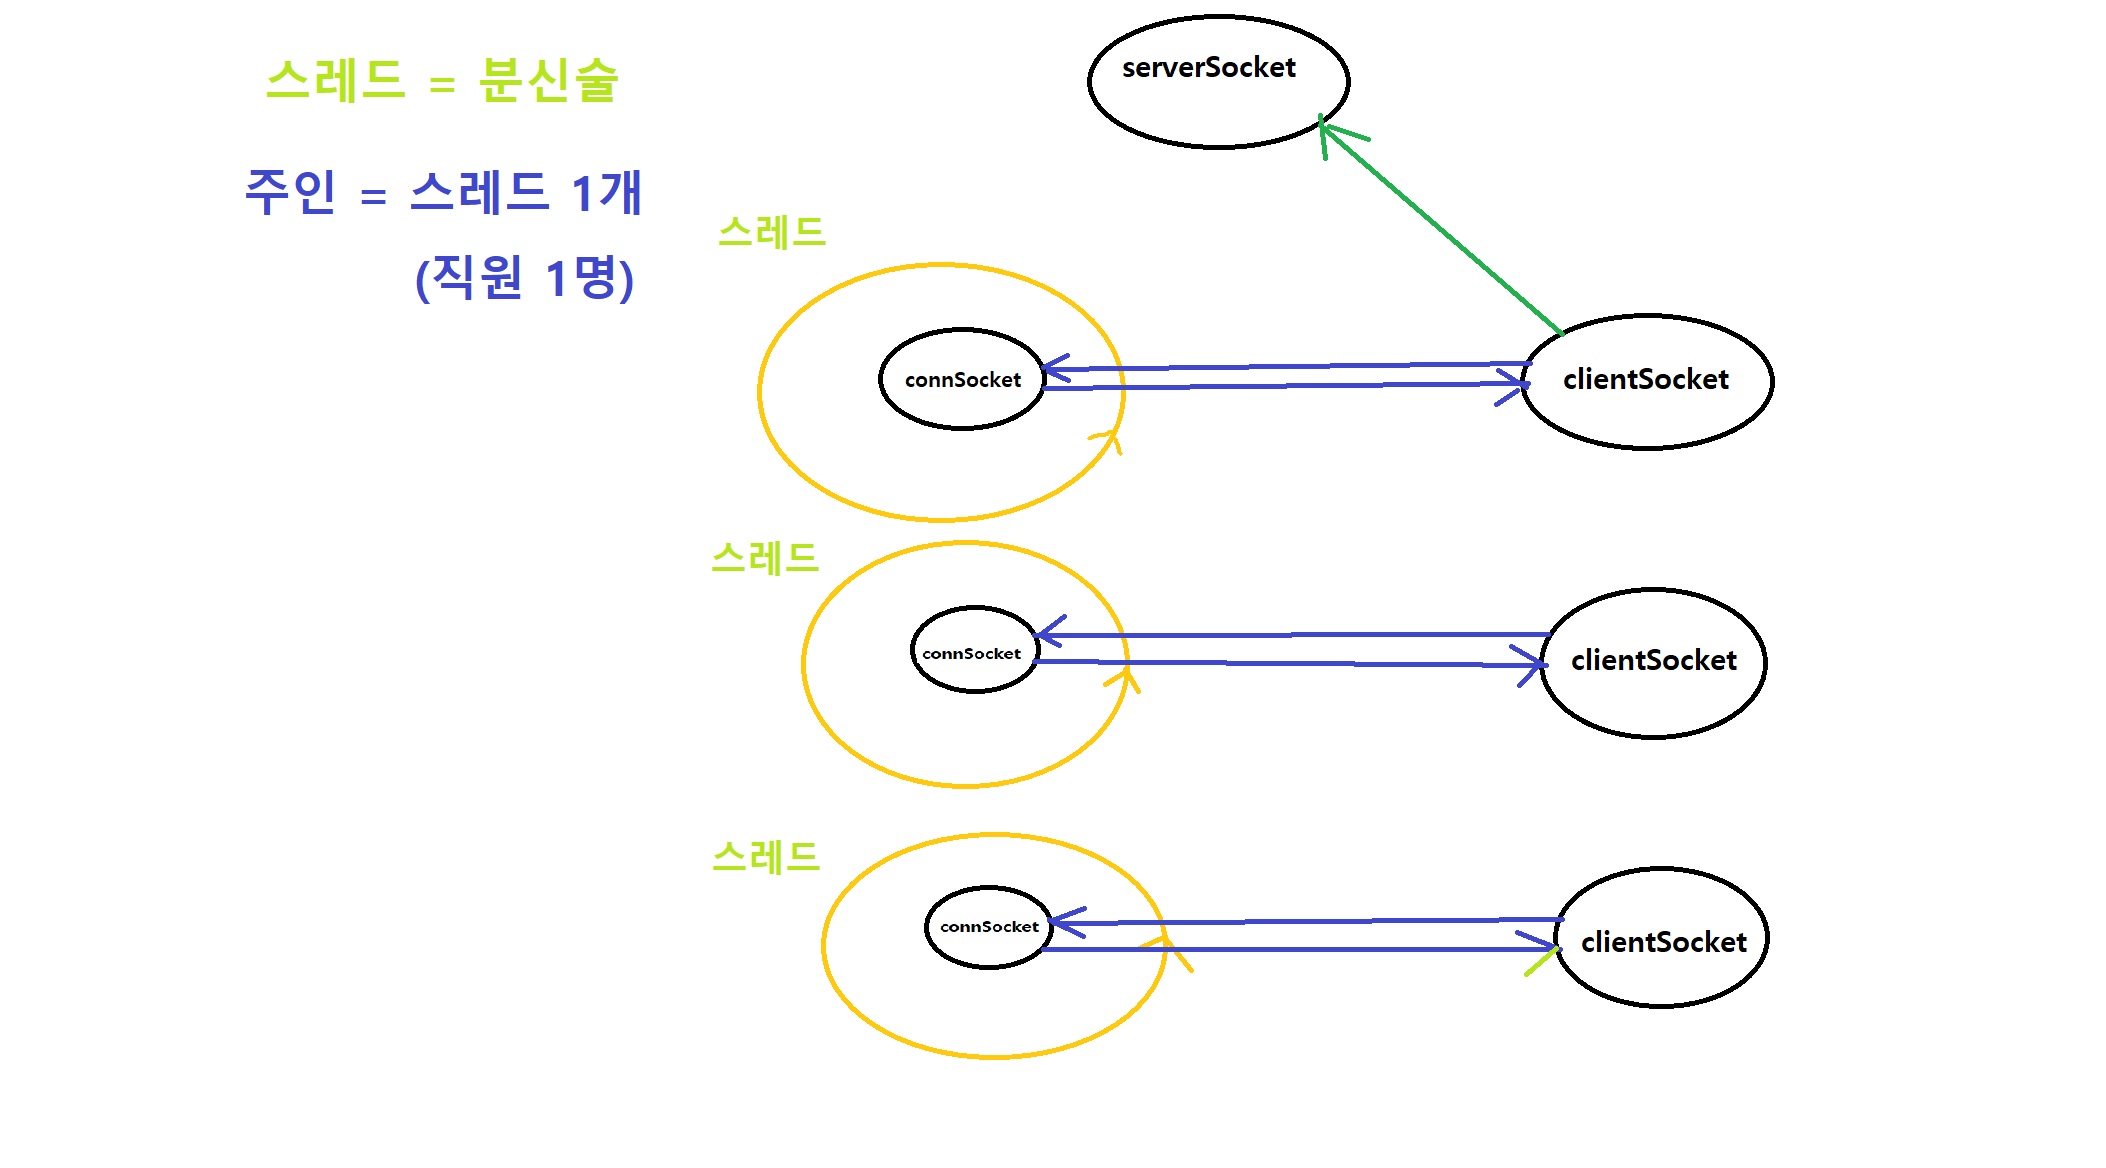 스레드 = 분신술
주인 = 스레드 1개
(직원 1명)
serverSocket
스레드
connSocket
clientSocket
스레드
connSocket
clientSocket
스레드
connSocket
clientSocket